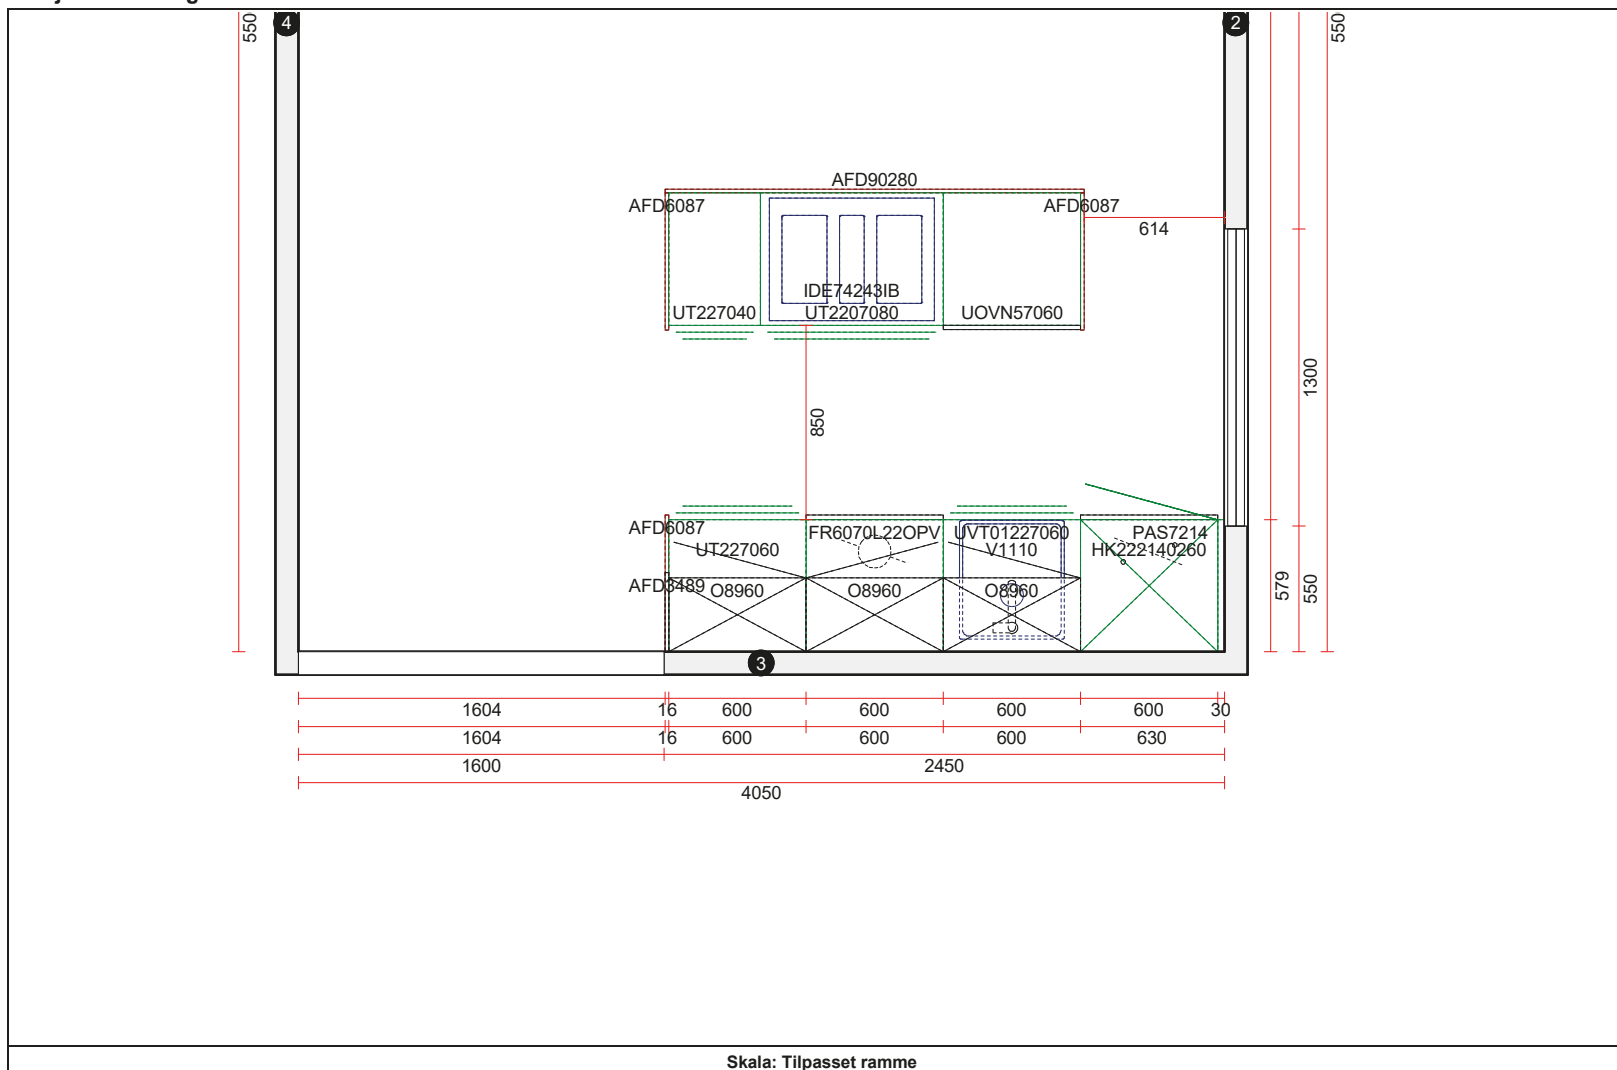 550
4
2
550
AFD90280
AFD6087
AFD6087
614
IDE74243IB
UT227040
UT2207080
UOVN57060
1300
850
AFD6087
FR6070L22OPV
UVT01227060
PAS7214
UT227060
V1110
HK222140260
AFD3489
O8960
O8960
O8960
579
550
3
1604
16
600
600
600
600
30
1604
16
600
600
600
630
1600
2450
4050
Skala: Tilpasset ramme